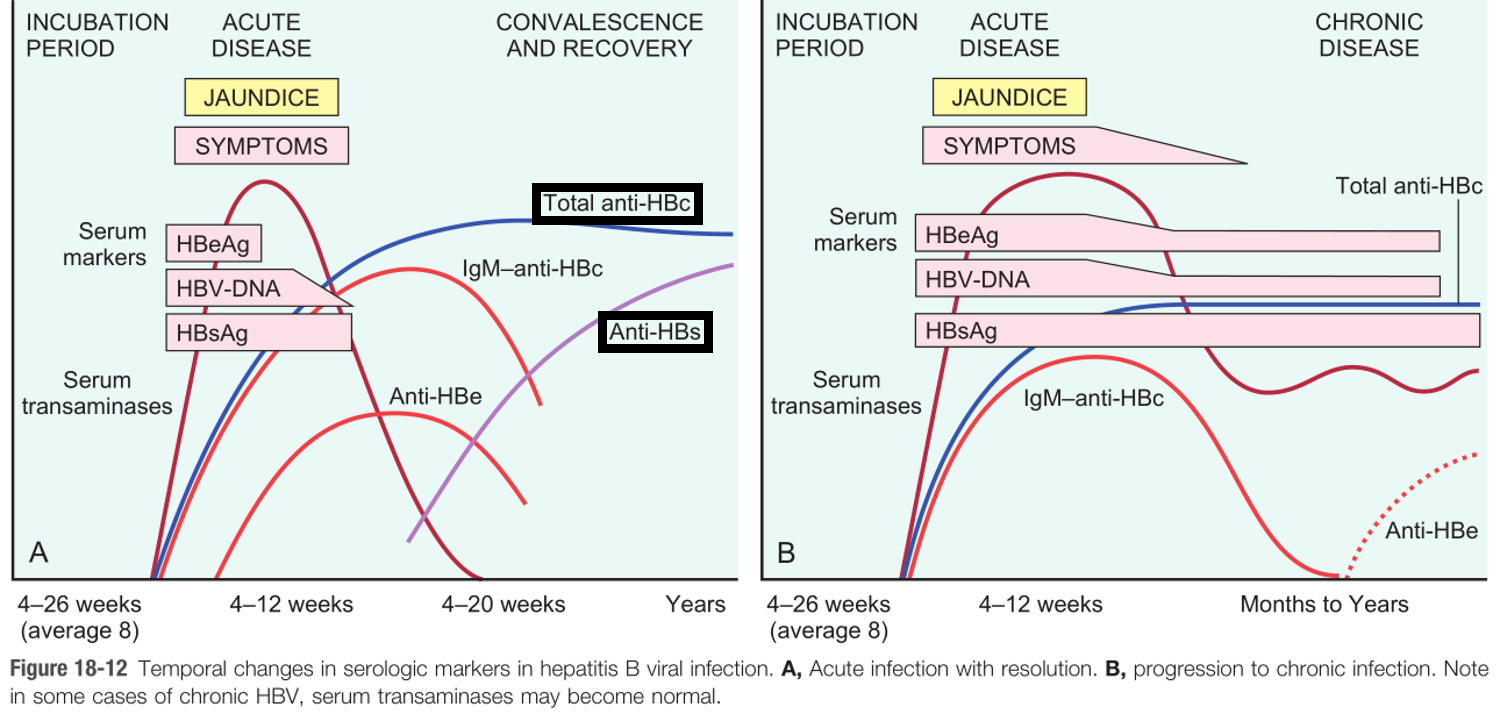 INCUBATION
PERIOD
ACUTE
DISEASE
CONVALESCENCE
AND RECOVERY
JAUNDICE
SYMPTOMS
Serum
markers
HBeAg
HBV-DNA
HBsAg
Total anti-HBc
IgM–anti-HBc
Anti-HBs
Anti-HBe
Serum
transaminases
A
4–26 weeks
(average 8)
4–12 weeks
4–20 weeks
Years
INCUBATION
PERIOD
ACUTE
DISEASE
CHRONIC
DISEASE
JAUNDICE
SYMPTOMS
Total anti-HBc
Serum
markers
HBeAg
HBV-DNA
HBsAg
Serum
transaminases
IgM–anti-HBc
Anti-HBe
B
4–26 weeks
(average 8)
4–12 weeks
Months to Years
Figure 18-12 Temporal changes in serologic markers in hepatitis B viral infection. A, Acute infection with resolution. B, progression to chronic infection. Note
in some cases of chronic HBV, serum transaminases may become normal.